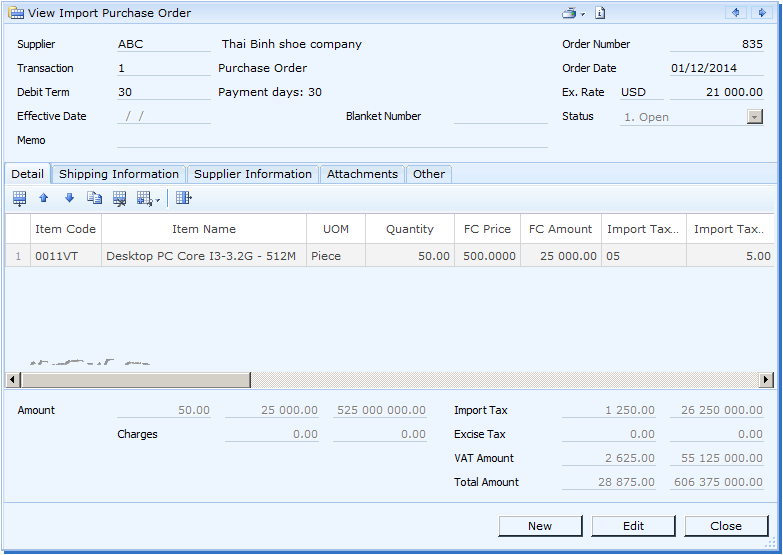 View Import Purchase Order
Supplier ABC Thai Binh shoe company Order Number 835
Transaction 1 Purchase Order Order Date 01/12/2014
Debit Term 30 Payment days: 30 Ex. Rate USD 21 000.00
Effective Date / / Blanket Number Status 1. Open
Memo
Detail Shipping Information Supplier Information Attachments Other
Item Code Item Name UOM Quantity FC Price FC Amount Import Tax... Import Tax..
1 0011VT Desktop PC Core I3-3.2G - 512M Piece 50.00 500.0000 25 000.00 05 5.00
Amount 50.00 25 000.00 525 000 000.00 Import Tax 1 250.00 26 250 000.00
Charges 0.00 0.00 Excise Tax 0.00 0.00
VAT Amount 2 625.00 55 125 000.00
Total Amount 28 875.00 606 375 000.00
New Edit Close